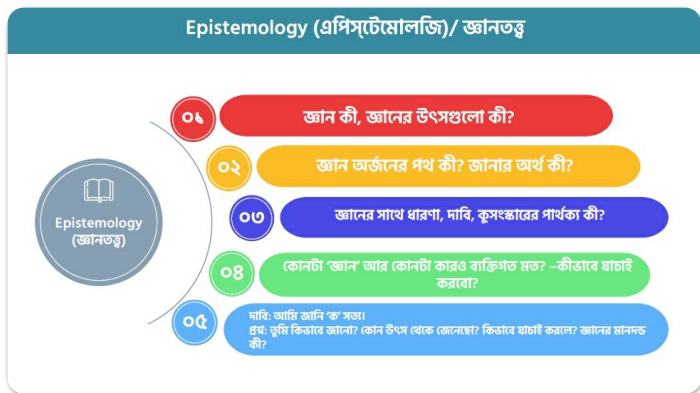 Epistemology (এপিস্টেমোলজি)/ জ্ঞানতত্ত্ব
০১
জ্ঞান কী, জ্ঞানের উৎসগুলো কী?
০২
জ্ঞান অর্জনের পথ কী? জানার অর্থ কী?
Epistemology
(জ্ঞানতত্ত্ব)
০৩
জ্ঞানের সাথে ধারণা, দাবি, কুসংস্কারের পার্থক্য কী?
০৪
কোনটা ‘জ্ঞান’ আর কোনটা কারও ব্যক্তিগত মত? –কীভাবে যাচাই
করবো?
০৫
দাবি: আমি জানি ‘ক’ সত্য।
প্রশ্ন: তুমি কিভাবে জানো? কোন উৎস থেকে জেনেছো? কিভাবে যাচাই করলে? জ্ঞানের মানদন্ড
কী?